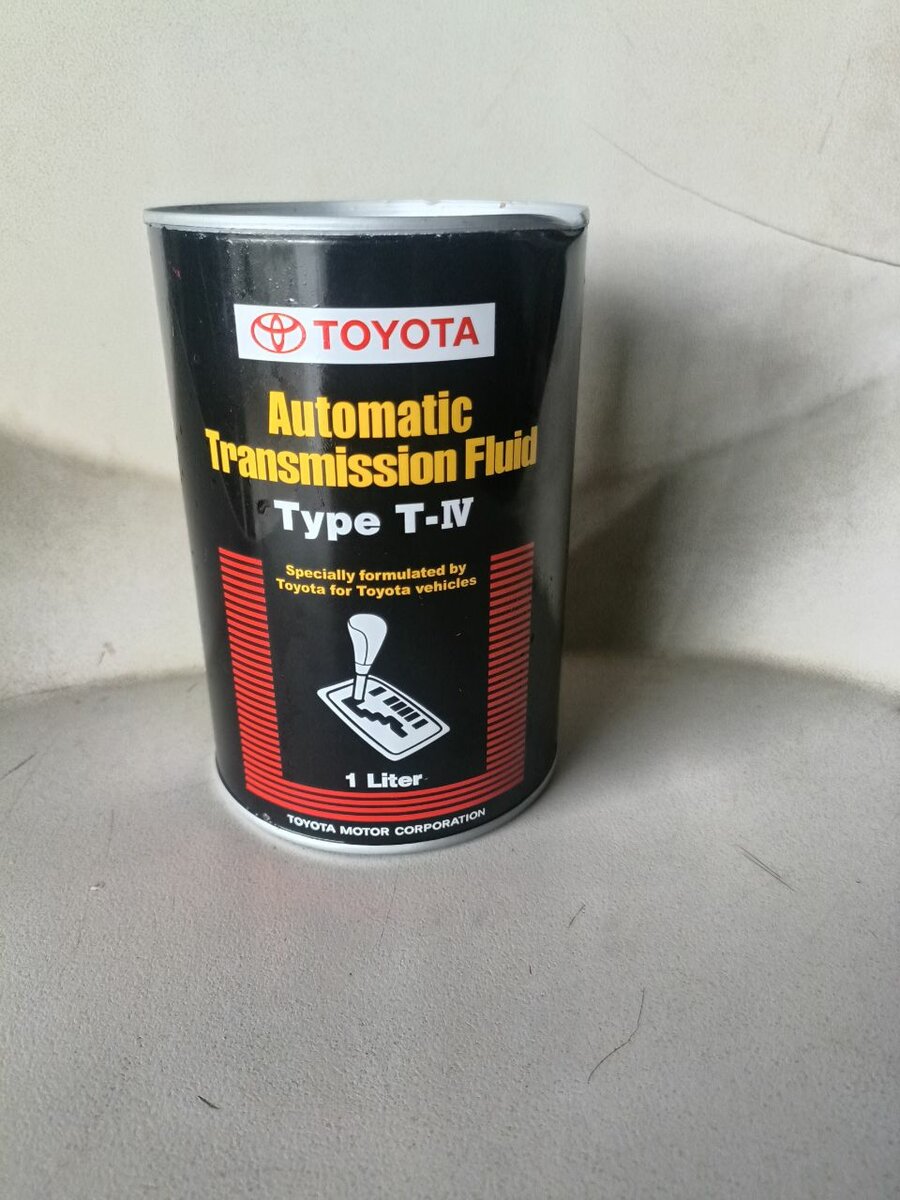 TOYOTA
Automatic
Transmission Fluid
Type T-IV
Specially formulated by
Toyota for Toyota vehicles
1 Liter
TOYOTA MOTOR CORPORATION